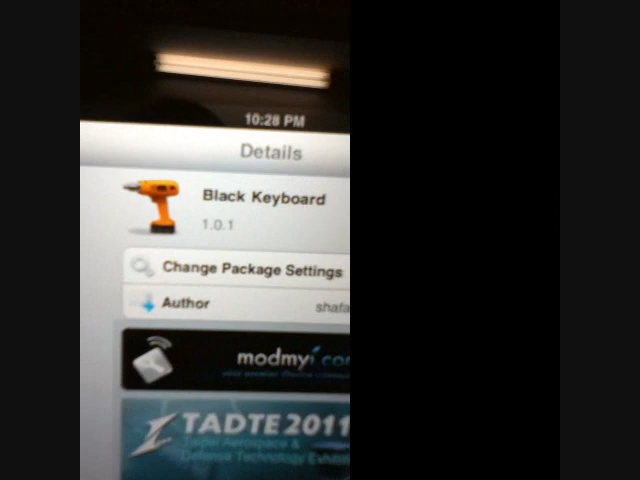 10:28 PM
Details
Black Keyboard
1.0.1
Change Package Settings
Author shafa
modmyi.co
TADTE 2011
Taipei Aerospace &
Defense Technology Exhib